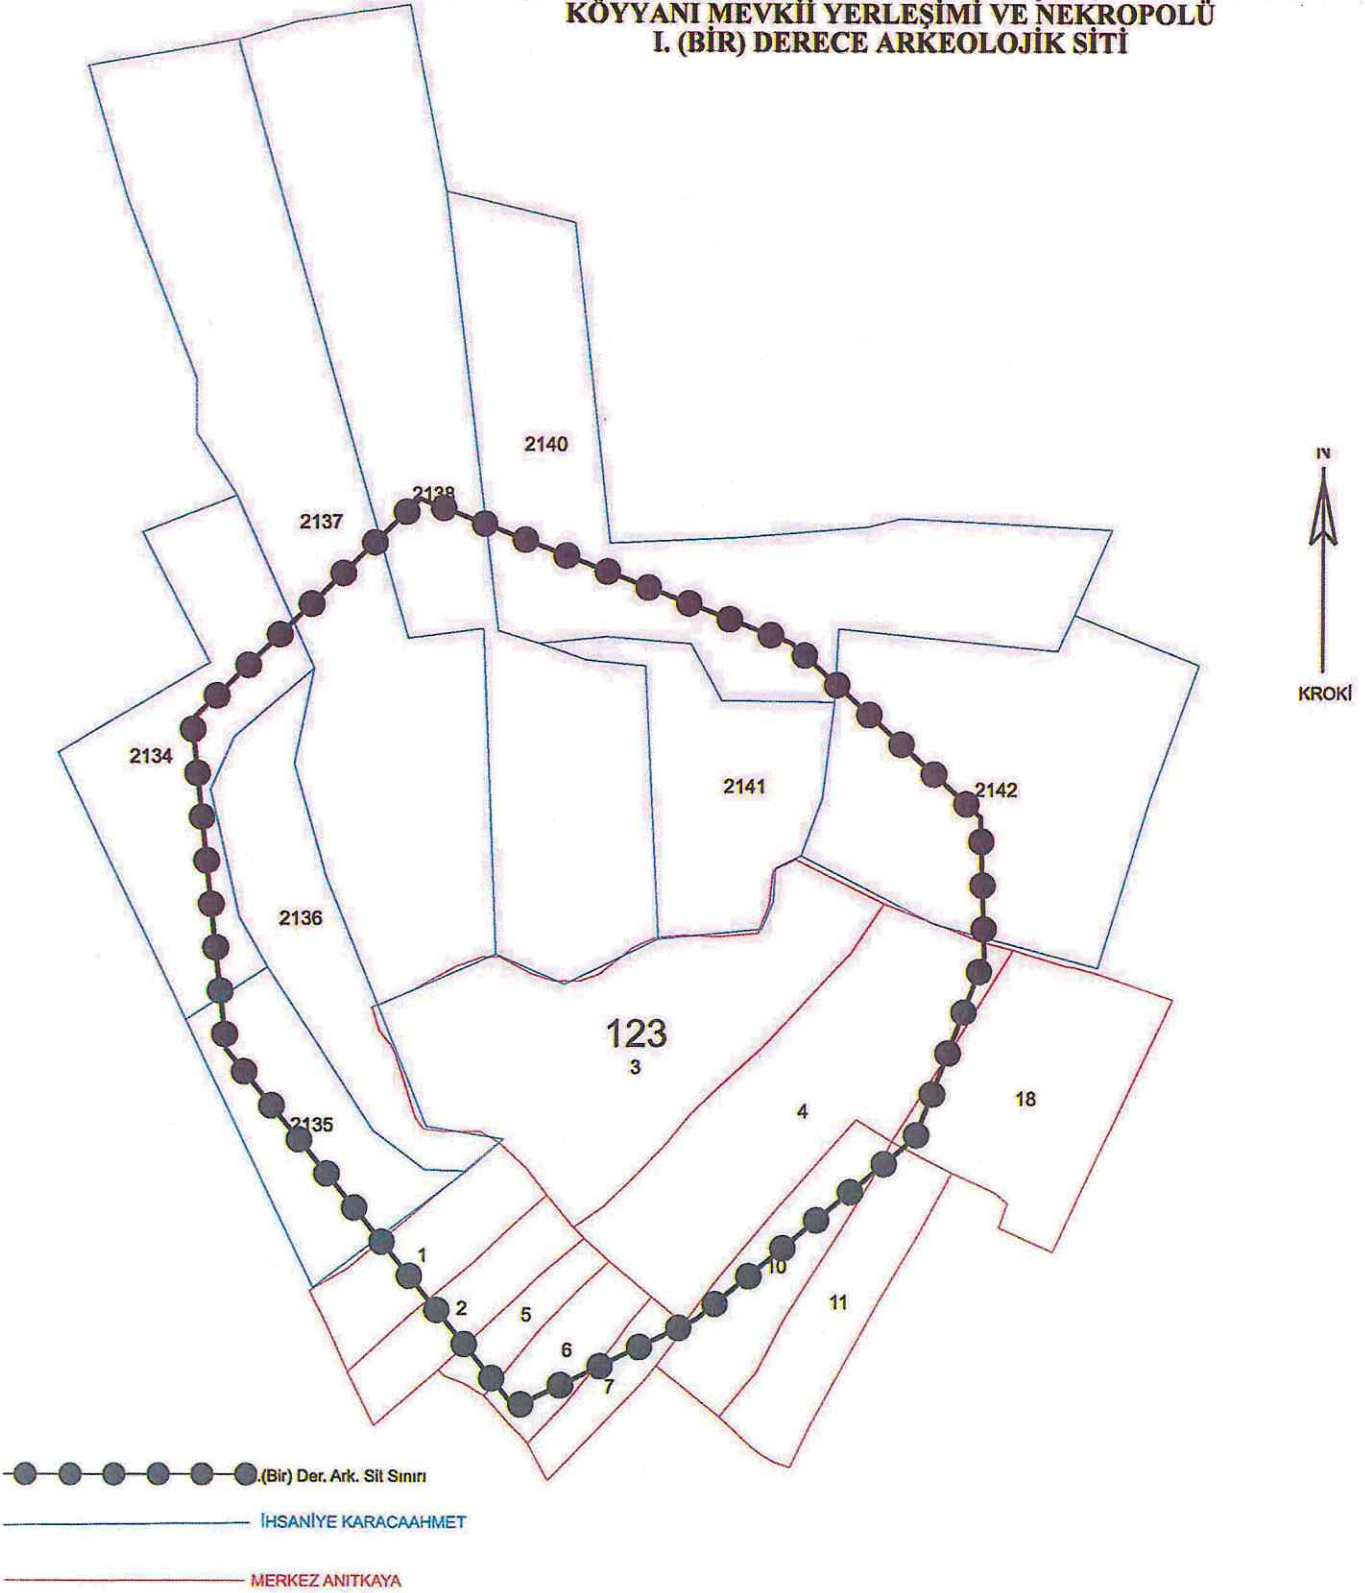 KÖYYANI MEVKİİ YERLEŞİMİ VE NEKROPOLÜ
I. (BİR) DERECE ARKEOLOJİK SİTİ
2140
2138
2137
N
KROKİ
2134
2141
2142
2136
123
3
4
18
2135
1
10
2
5
11
6
7
.(Bir) Der. Ark. Sit Sınırı
İHSANİYE KARACAAHMET
MERKEZ ANITKAYA